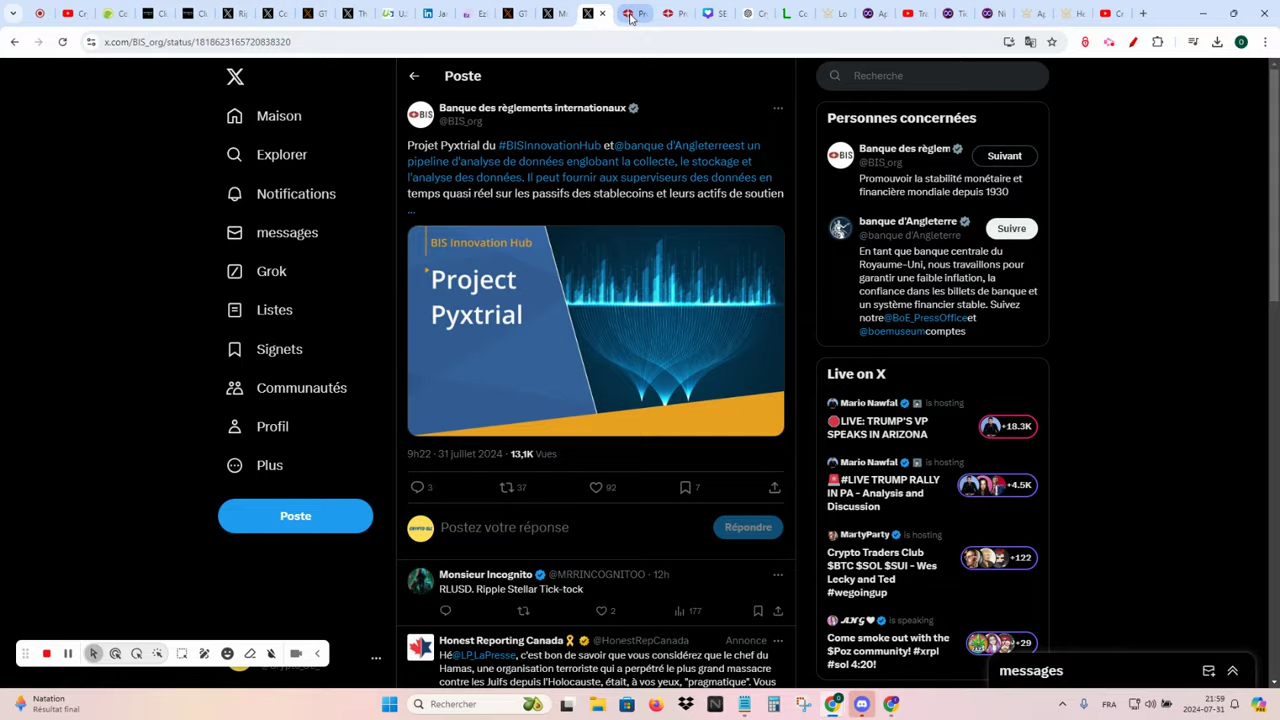 x.com/BIS_org/status/1818623165720838320
Maison
Explorer
Notifications
messages
Grok
Listes
Signets
Communautés
Profil
Plus
Poste
Poste
Banque des règlements internationaux
@BIS_org
Projet Pyxtrial du #BISInnovationHub et@banque d'Angleterreest un
pipeline d'analyse de données englobant la collecte, le stockage et
l'analyse des données. Il peut fournir aux superviseurs des données en
temps quasi réel sur les passifs des stablecoins et leurs actifs de soutien
...
BIS Innovation Hub
Project
Pyxtrial
9h22 · 31 juillet 2024 · 13,1K Vues
3 37 92 7
Postez votre réponse
Répondre
Monsieur Incognito @MRRINCOGNITOO · 12h
RLUSD. Ripple Stellar Tick-tock
2 177
Honest Reporting Canada @HonestRepCanada Annonce
Hé@LP_LaPresse, c'est bon de savoir que vous considérez que le chef du
Hamas, une organisation terroriste qui a perpétré le plus grand massacre
contre les Juifs depuis l'Holocauste, était, à vos yeux, "pragmatique". Vous
Recherche
Personnes concernées
Banque des règlem
@BIS_org
Suivant
Promouvoir la stabilité monétaire et
financière mondiale depuis 1930
banque d'Angleterre
@banque d'Angleterre
Suivre
En tant que banque centrale du
Royaume-Uni, nous travaillons pour
garantir une faible inflation, la
confiance dans les billets de banque et
un système financier stable. Suivez
notre@BoE_PressOfficeet
@boemuseumcomptes
Live on X
Mario Nawfal is hosting
LIVE: TRUMP'S VP
SPEAKS IN ARIZONA
+18.3K
Mario Nawfal is hosting
#LIVE TRUMP RALLY
IN PA - Analysis and
Discussion
+4.5K
MartyParty is hosting
Crypto Traders Club
$BTC $SOL $SUI - Wes
Lecky and Ted
#wegoingup
+122
is speaking
Come smoke out with the
$Poz community! #xrpl
#sol 4:20!
+29
messages
Natation
Résultat final
Rechercher
FRA
21:59
2024-07-31